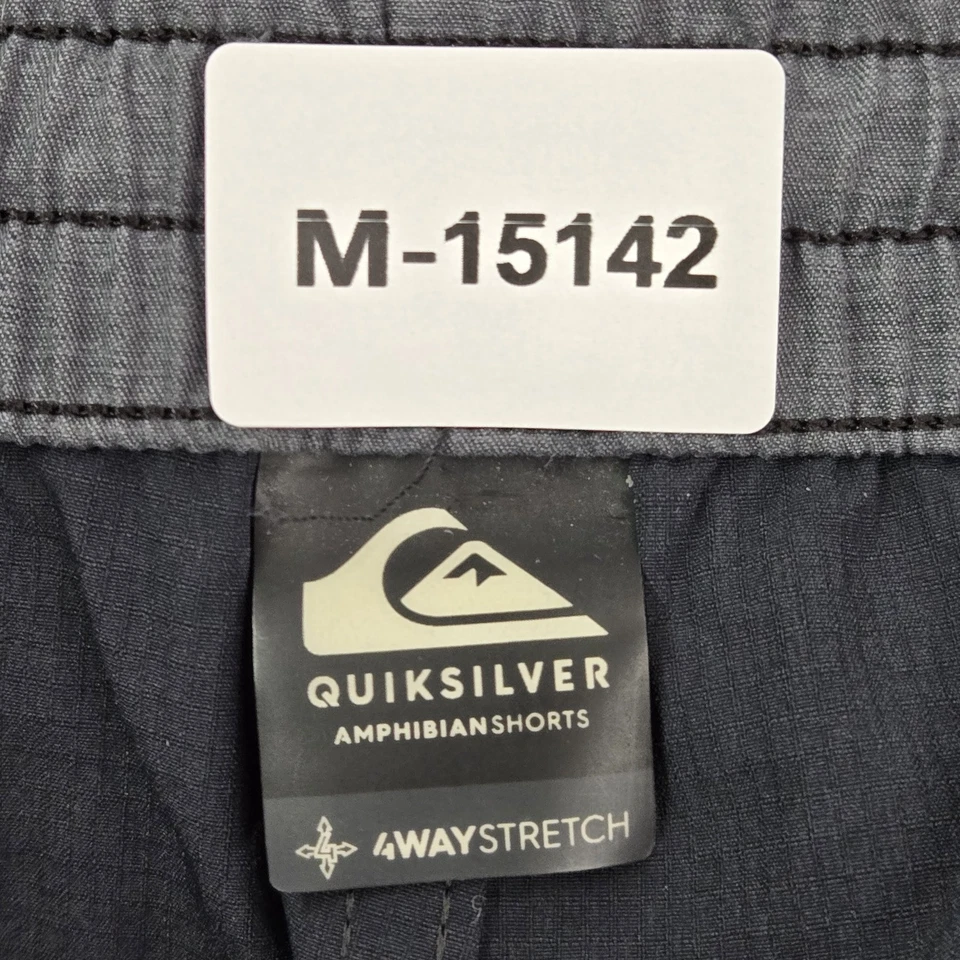 M-15142
QUIKSILVER
AMPHIBIANSHORTS
4WAYSTRETCH